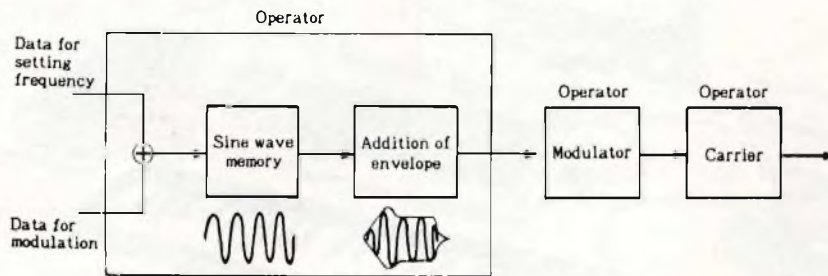 Operator
Data for
setting
frequency
Operator
Operator
Sine wave
memory
Addition of
envelope
Modulator
Carrier
Data for
modulation